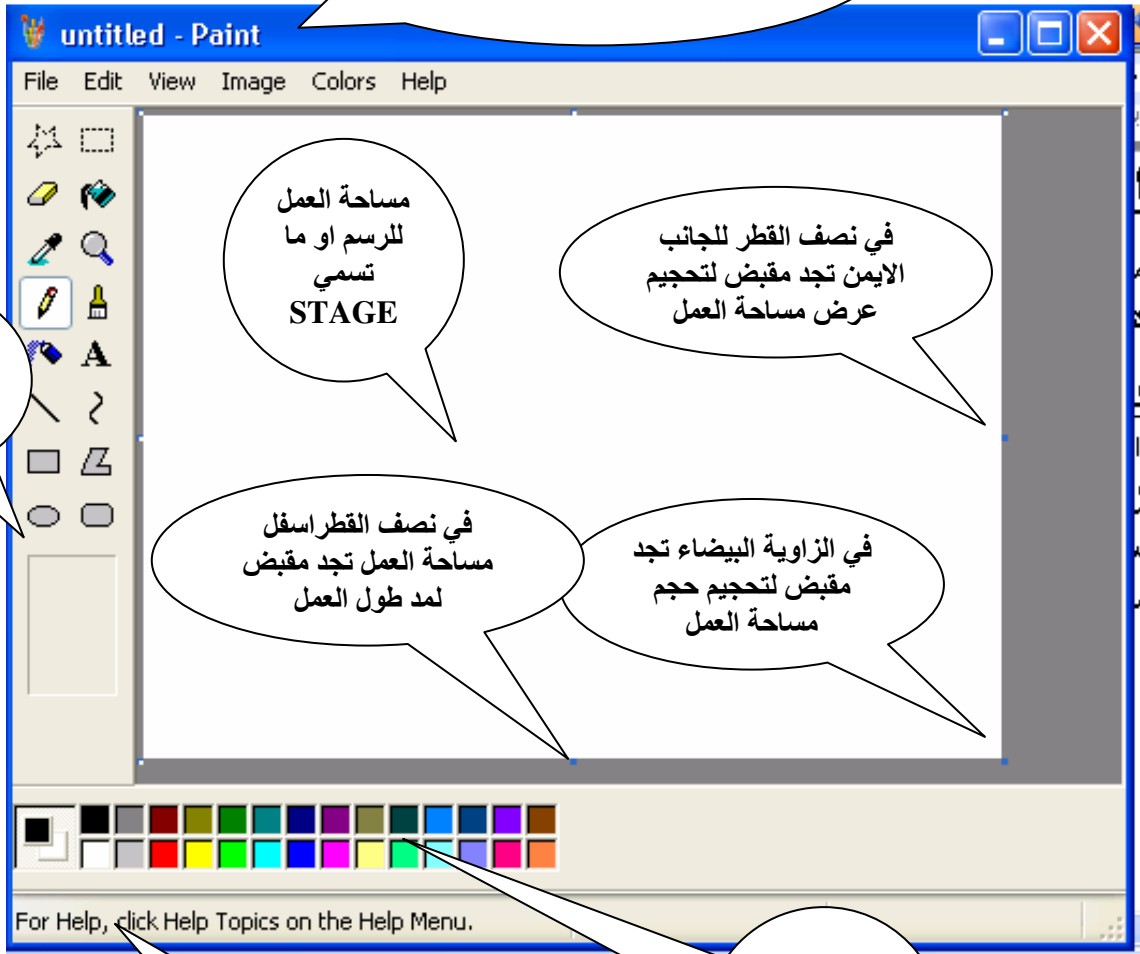 untitled - Paint
File Edit View Image Colors Help
مساحة العمل
للرسم او ما
تسمي
STAGE
في نصف القطر للجانب
الايمن تجد مقبض لتحجيم
عرض مساحة العمل
في نصف القطراسفل
مساحة العمل تجد مقبض
لمد طول العمل
في الزاوية البيضاء تجد
مقبض لتحجيم حجم
مساحة العمل
A
For Help, click Help Topics on the Help Menu.